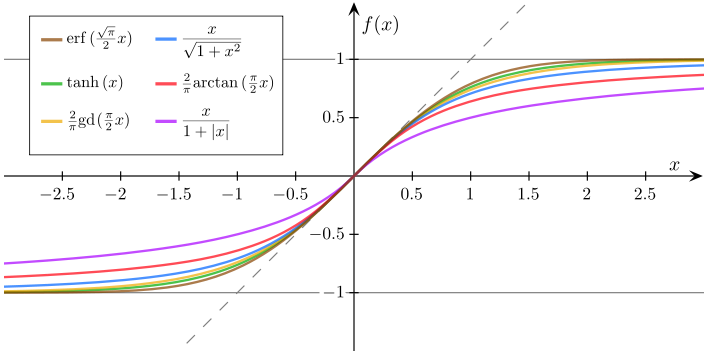 erf (√π/2 x) x/√1 + x²
tanh (x) 2/π arctan (π/2 x)
2/π gd (π/2 x) x/1 + |x|
f(x)
1
0.5
x
−2.5 −2 −1.5 −1 −0.5 0.5 1 1.5 2 2.5
−0.5
−1